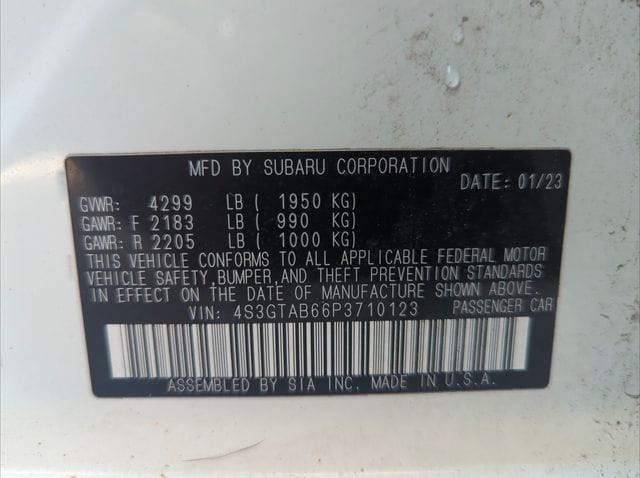 MFD BY SUBARU CORPORATION
DATE: 01/23
GVWR: 4299 LB ( 1950 KG)
GAWR: F 2183 LB ( 990 KG)
GAWR: R 2205 LB ( 1000 KG)
THIS VEHICLE CONFORMS TO ALL APPLICABLE FEDERAL MOTOR
VEHICLE SAFETY, BUMPER, AND THEFT PREVENTION STANDARDS
IN EFFECT ON THE DATE OF MANUFACTURE SHOWN ABOVE.
VIN: 4S3GTAB66P3710123 PASSENGER CAR
ASSEMBLED BY SIA INC. MADE IN U.S.A.